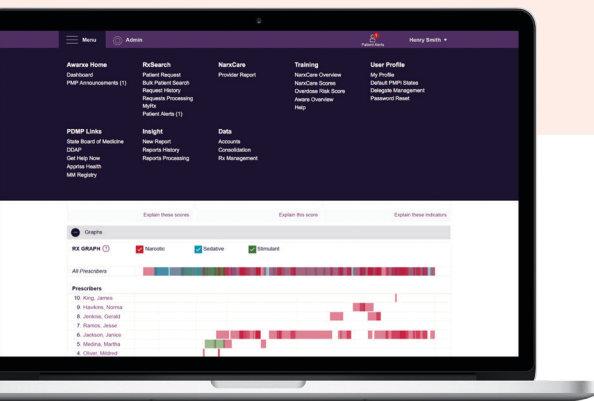 Menu
Admin
Patient Alerts
Henry Smith
Awarxe Home
Dashboard
PMP Announcements (1)
RxSearch
Patient Request
Bulk Patient Search
Request History
Requests Processing
MyRx
Patient Alerts (1)
NarxCare
Provider Report
Training
NarxCare Overview
NarxCare Scores
Overdose Risk Score
Aware Overview
Help
User Profile
My Profile
Default PMPi States
Delegate Management
Password Reset
PDMP Links
State Board of Medicine
DDAP
Get Help Now
Appriss Health
MM Registry
Insight
New Report
Reports History
Reports Processing
Data
Accounts
Consolidation
Rx Management
Explain these scores
Explain this score
Explain these indicators
Graphs
RX GRAPH
Narcotic
Sedative
Stimulant
All Prescribers
Prescribers
10. King, James
9. Hawkins, Norma
8. Jenkins, Gerald
7. Ramos, Jesse
6. Jackson, Janice
5. Medina, Martha
4. Oliver, Mildred